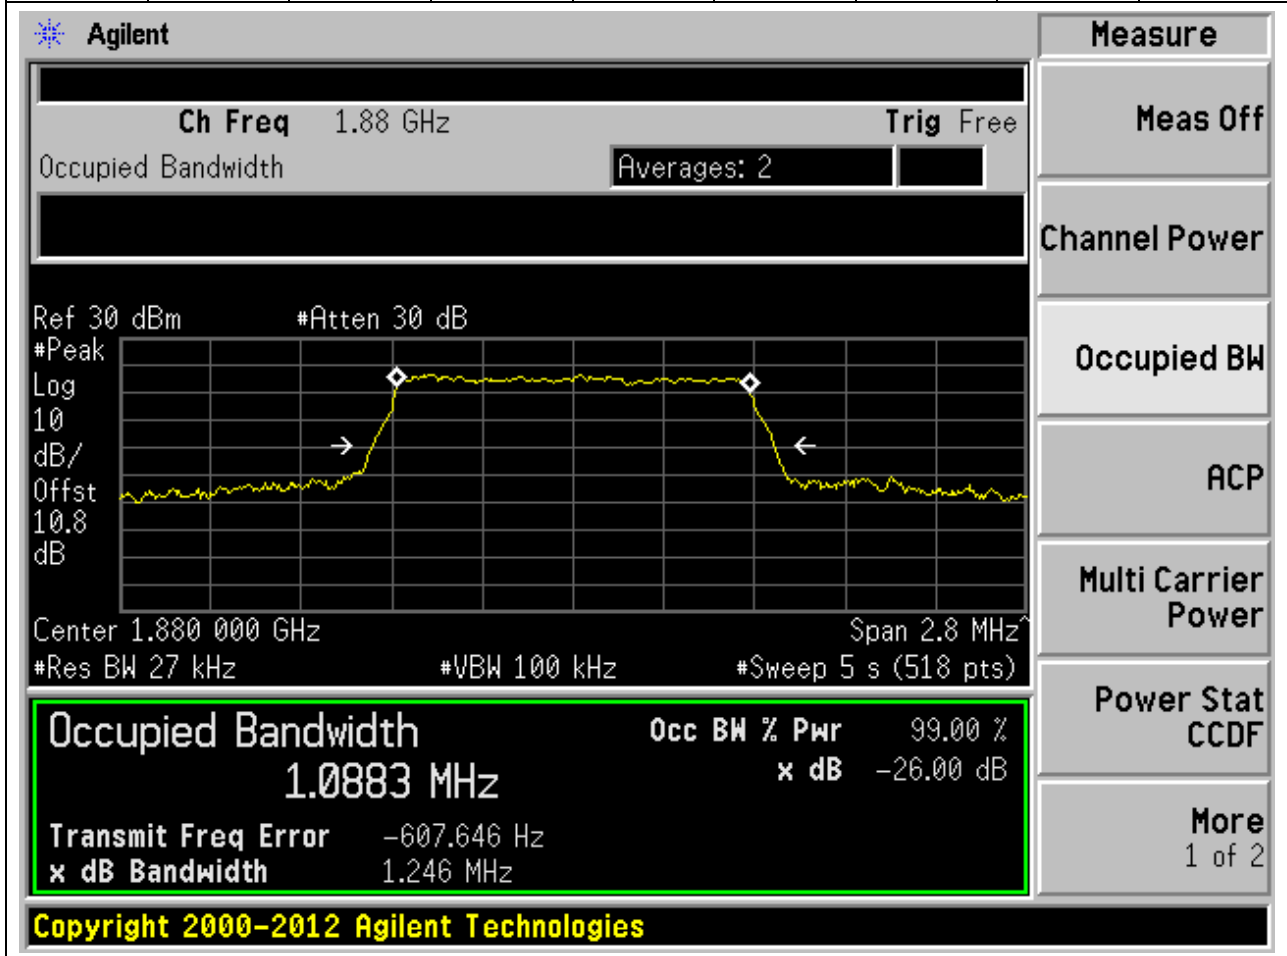 Agilent
Measure
Ch Freq 1.88 GHz Trig Free
Occupied Bandwidth Averages: 2
Meas Off
Channel Power
Occupied BW
ACP
Multi Carrier
Power
Power Stat
CCDF
More
1 of 2
Ref 30 dBm #Atten 30 dB
#Peak
Log
10
dB/
Offst
10.8
dB
Center 1.880 000 GHz Span 2.8 MHz^
#Res BW 27 kHz #VBW 100 kHz #Sweep 5 s (518 pts)
Occupied Bandwidth Occ BW % Pwr 99.00 %
1.0883 MHz x dB -26.00 dB
Transmit Freq Error -607.646 Hz
x dB Bandwidth 1.246 MHz
Copyright 2000-2012 Agilent Technologies